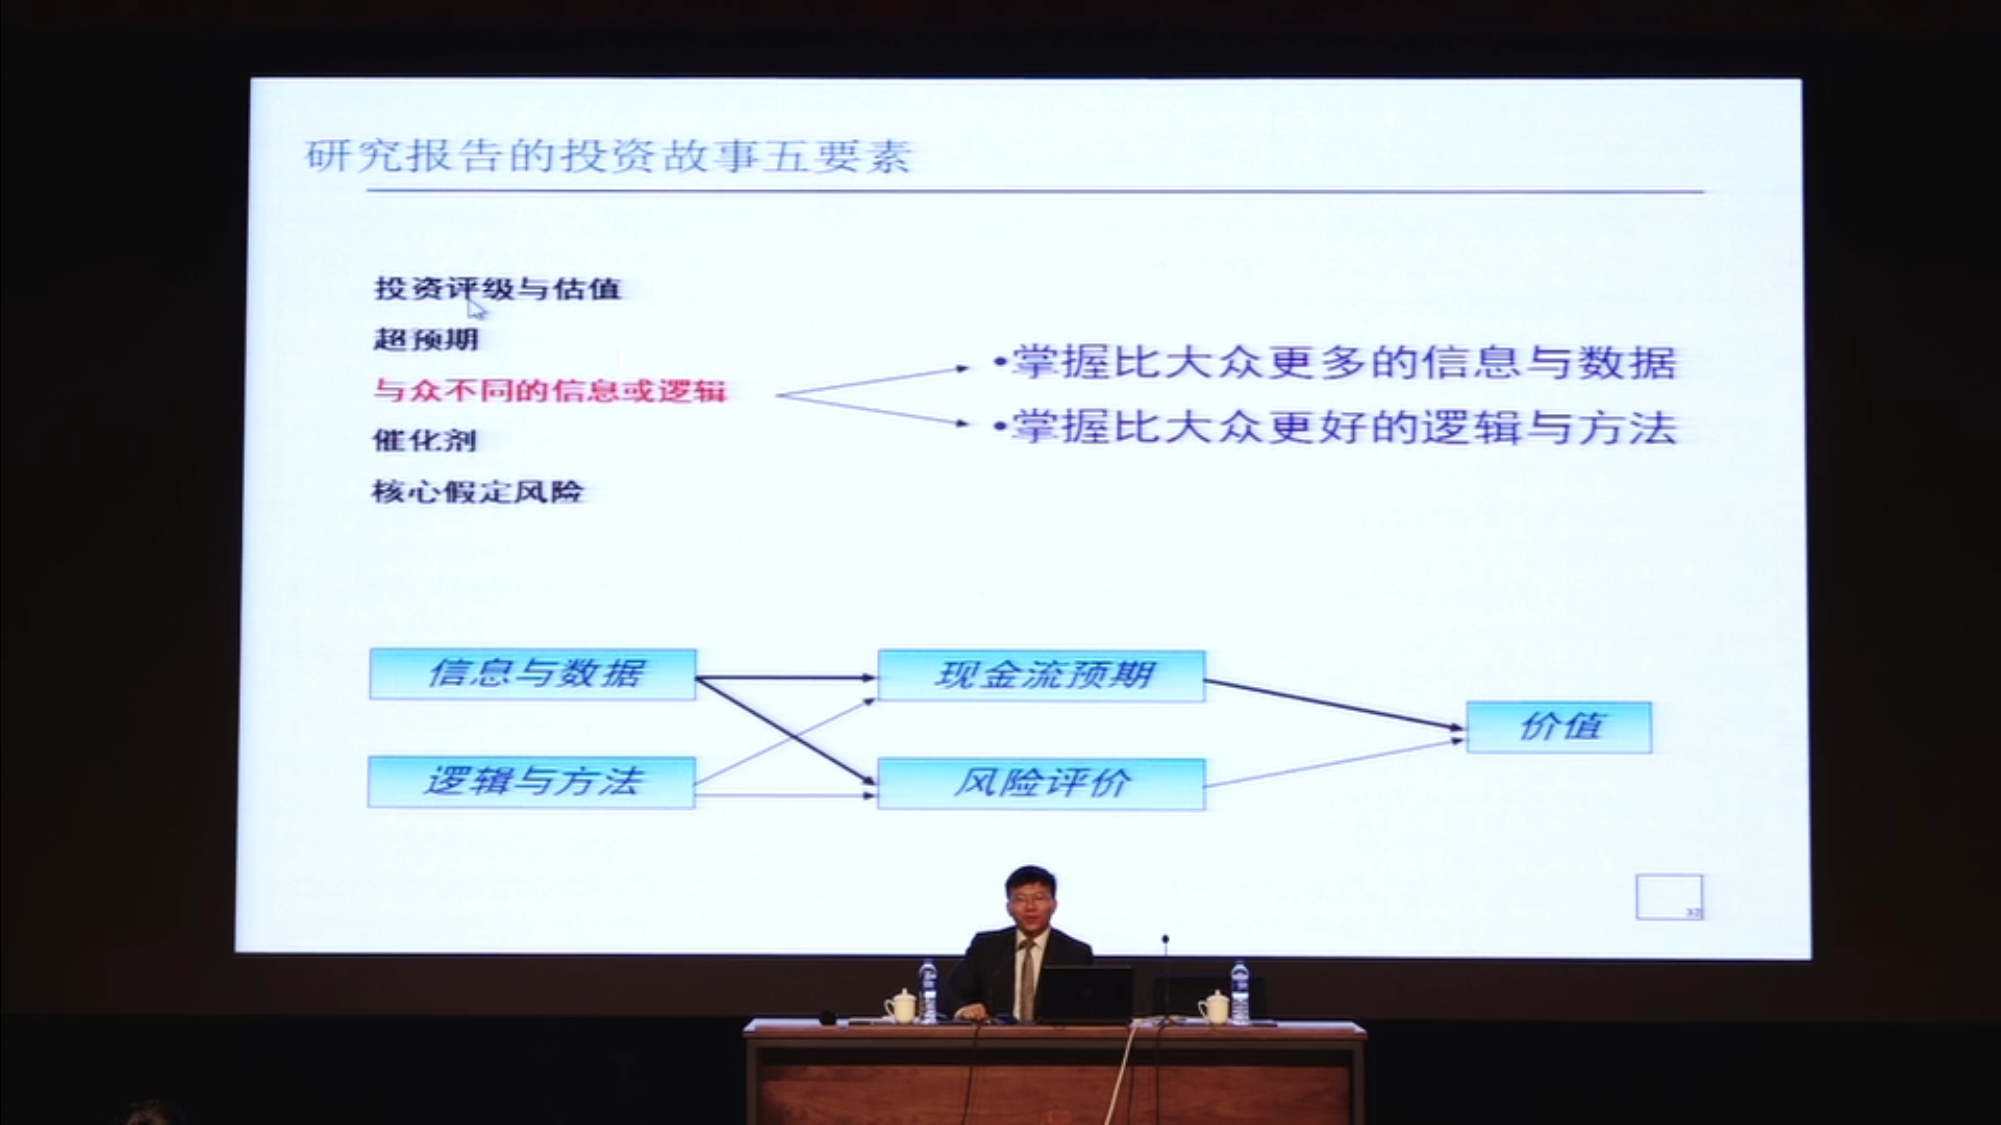 研究报告的投资故事五要素
投资评级与估值
超预期
与众不同的信息或逻辑
催化剂
核心假定风险
•掌握比大众更多的信息与数据
•掌握比大众更好的逻辑与方法
信息与数据
现金流预期
价值
逻辑与方法
风险评价